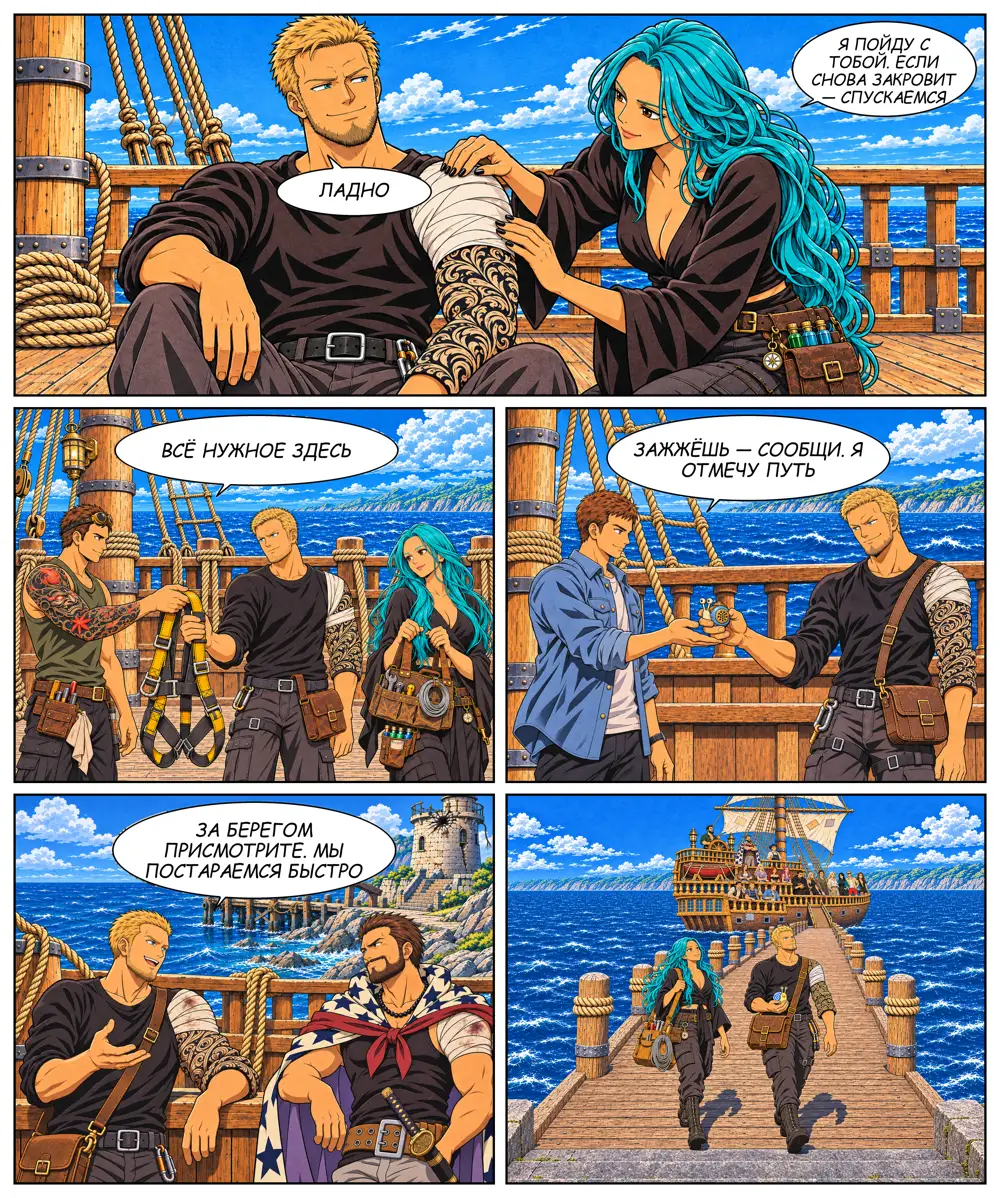 Я ПОЙДУ С
ТОБОЙ. ЕСЛИ
СНОВА ЗАКРОВИТ
— СПУСКАЕМСЯ
ЛАДНО
ВСЁ НУЖНОЕ ЗДЕСЬ
ЗАЖЖЁШЬ — СООБЩИ. Я
ОТМЕЧУ ПУТЬ
ЗА БЕРЕГОМ
ПРИСМОТРИТЕ. МЫ
ПОСТАРАЕМСЯ БЫСТРО